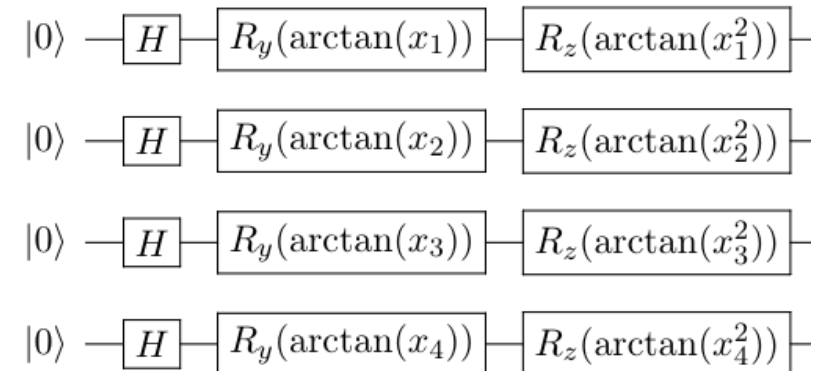 |0⟩ H R_y(arctan(x_1)) R_z(arctan(x_1^2))
|0⟩ H R_y(arctan(x_2)) R_z(arctan(x_2^2))
|0⟩ H R_y(arctan(x_3)) R_z(arctan(x_3^2))
|0⟩ H R_y(arctan(x_4)) R_z(arctan(x_4^2))